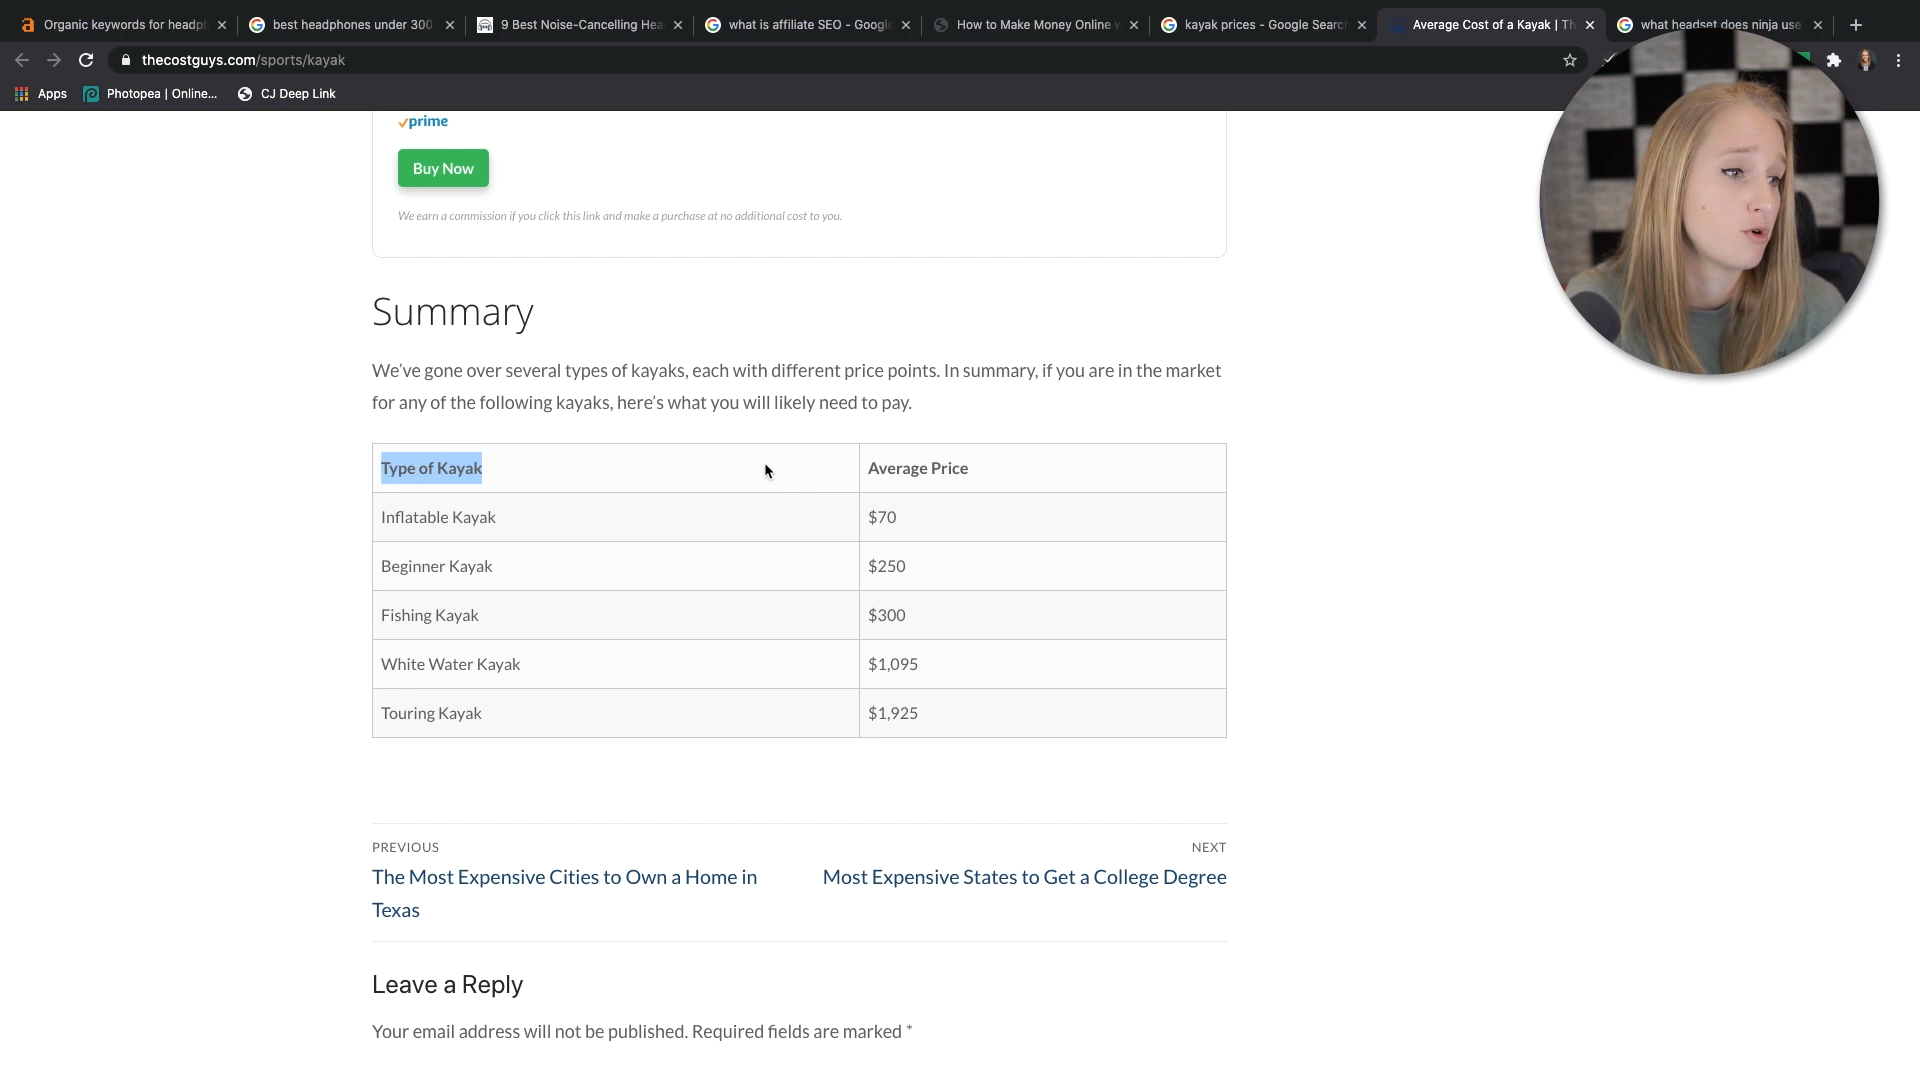 Organic keywords for headph
best headphones under 300
9 Best Noise-Cancelling Hea
what is affiliate SEO - Google
How to Make Money Online w
kayak prices - Google Search
Average Cost of a Kayak | Th
what headset does ninja use
thecostguys.com/sports/kayak
Apps
Photopea | Online...
CJ Deep Link
prime
Buy Now
We earn a commission if you click this link and make a purchase at no additional cost to you.
Summary
We've gone over several types of kayaks, each with different price points. In summary, if you are in the market
for any of the following kayaks, here's what you will likely need to pay.
Type of Kayak Average Price
Inflatable Kayak $70
Beginner Kayak $250
Fishing Kayak $300
White Water Kayak $1,095
Touring Kayak $1,925
PREVIOUS NEXT
The Most Expensive Cities to Own a Home in Most Expensive States to Get a College Degree
Texas
Leave a Reply
Your email address will not be published. Required fields are marked *